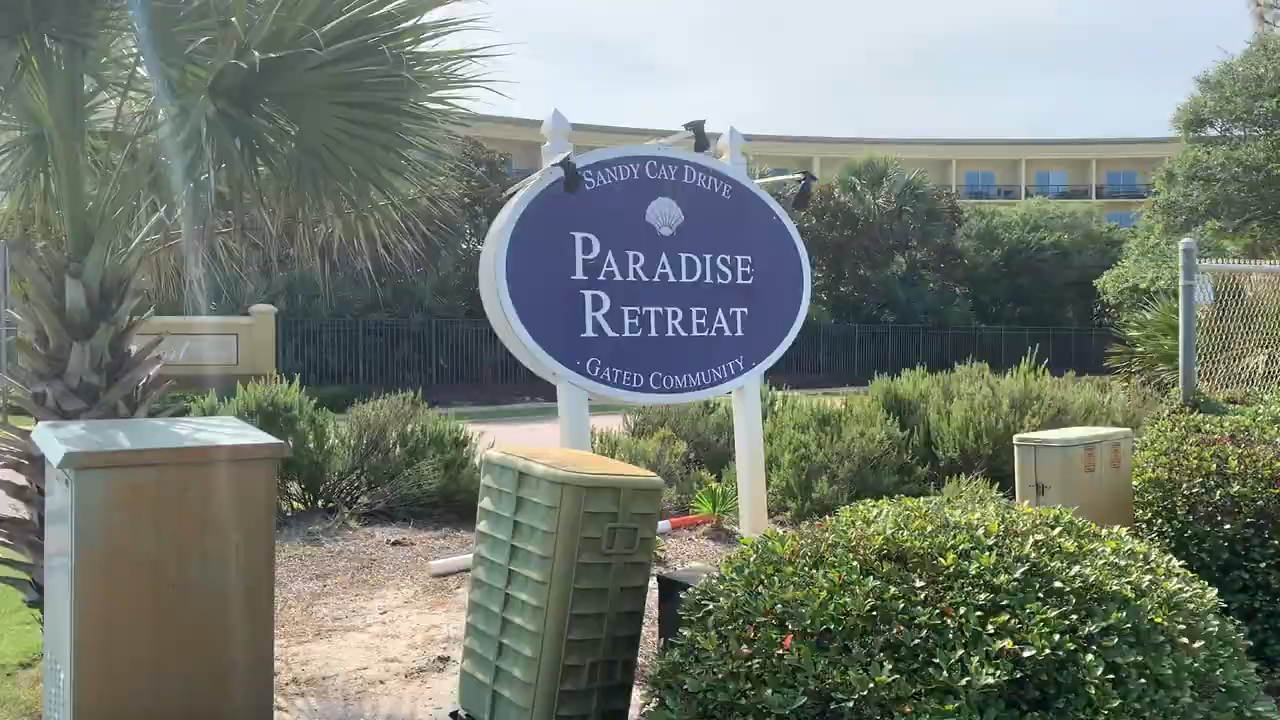 SANDY CAY DRIVE
PARADISE
RETREAT
· GATED COMMUNITY ·